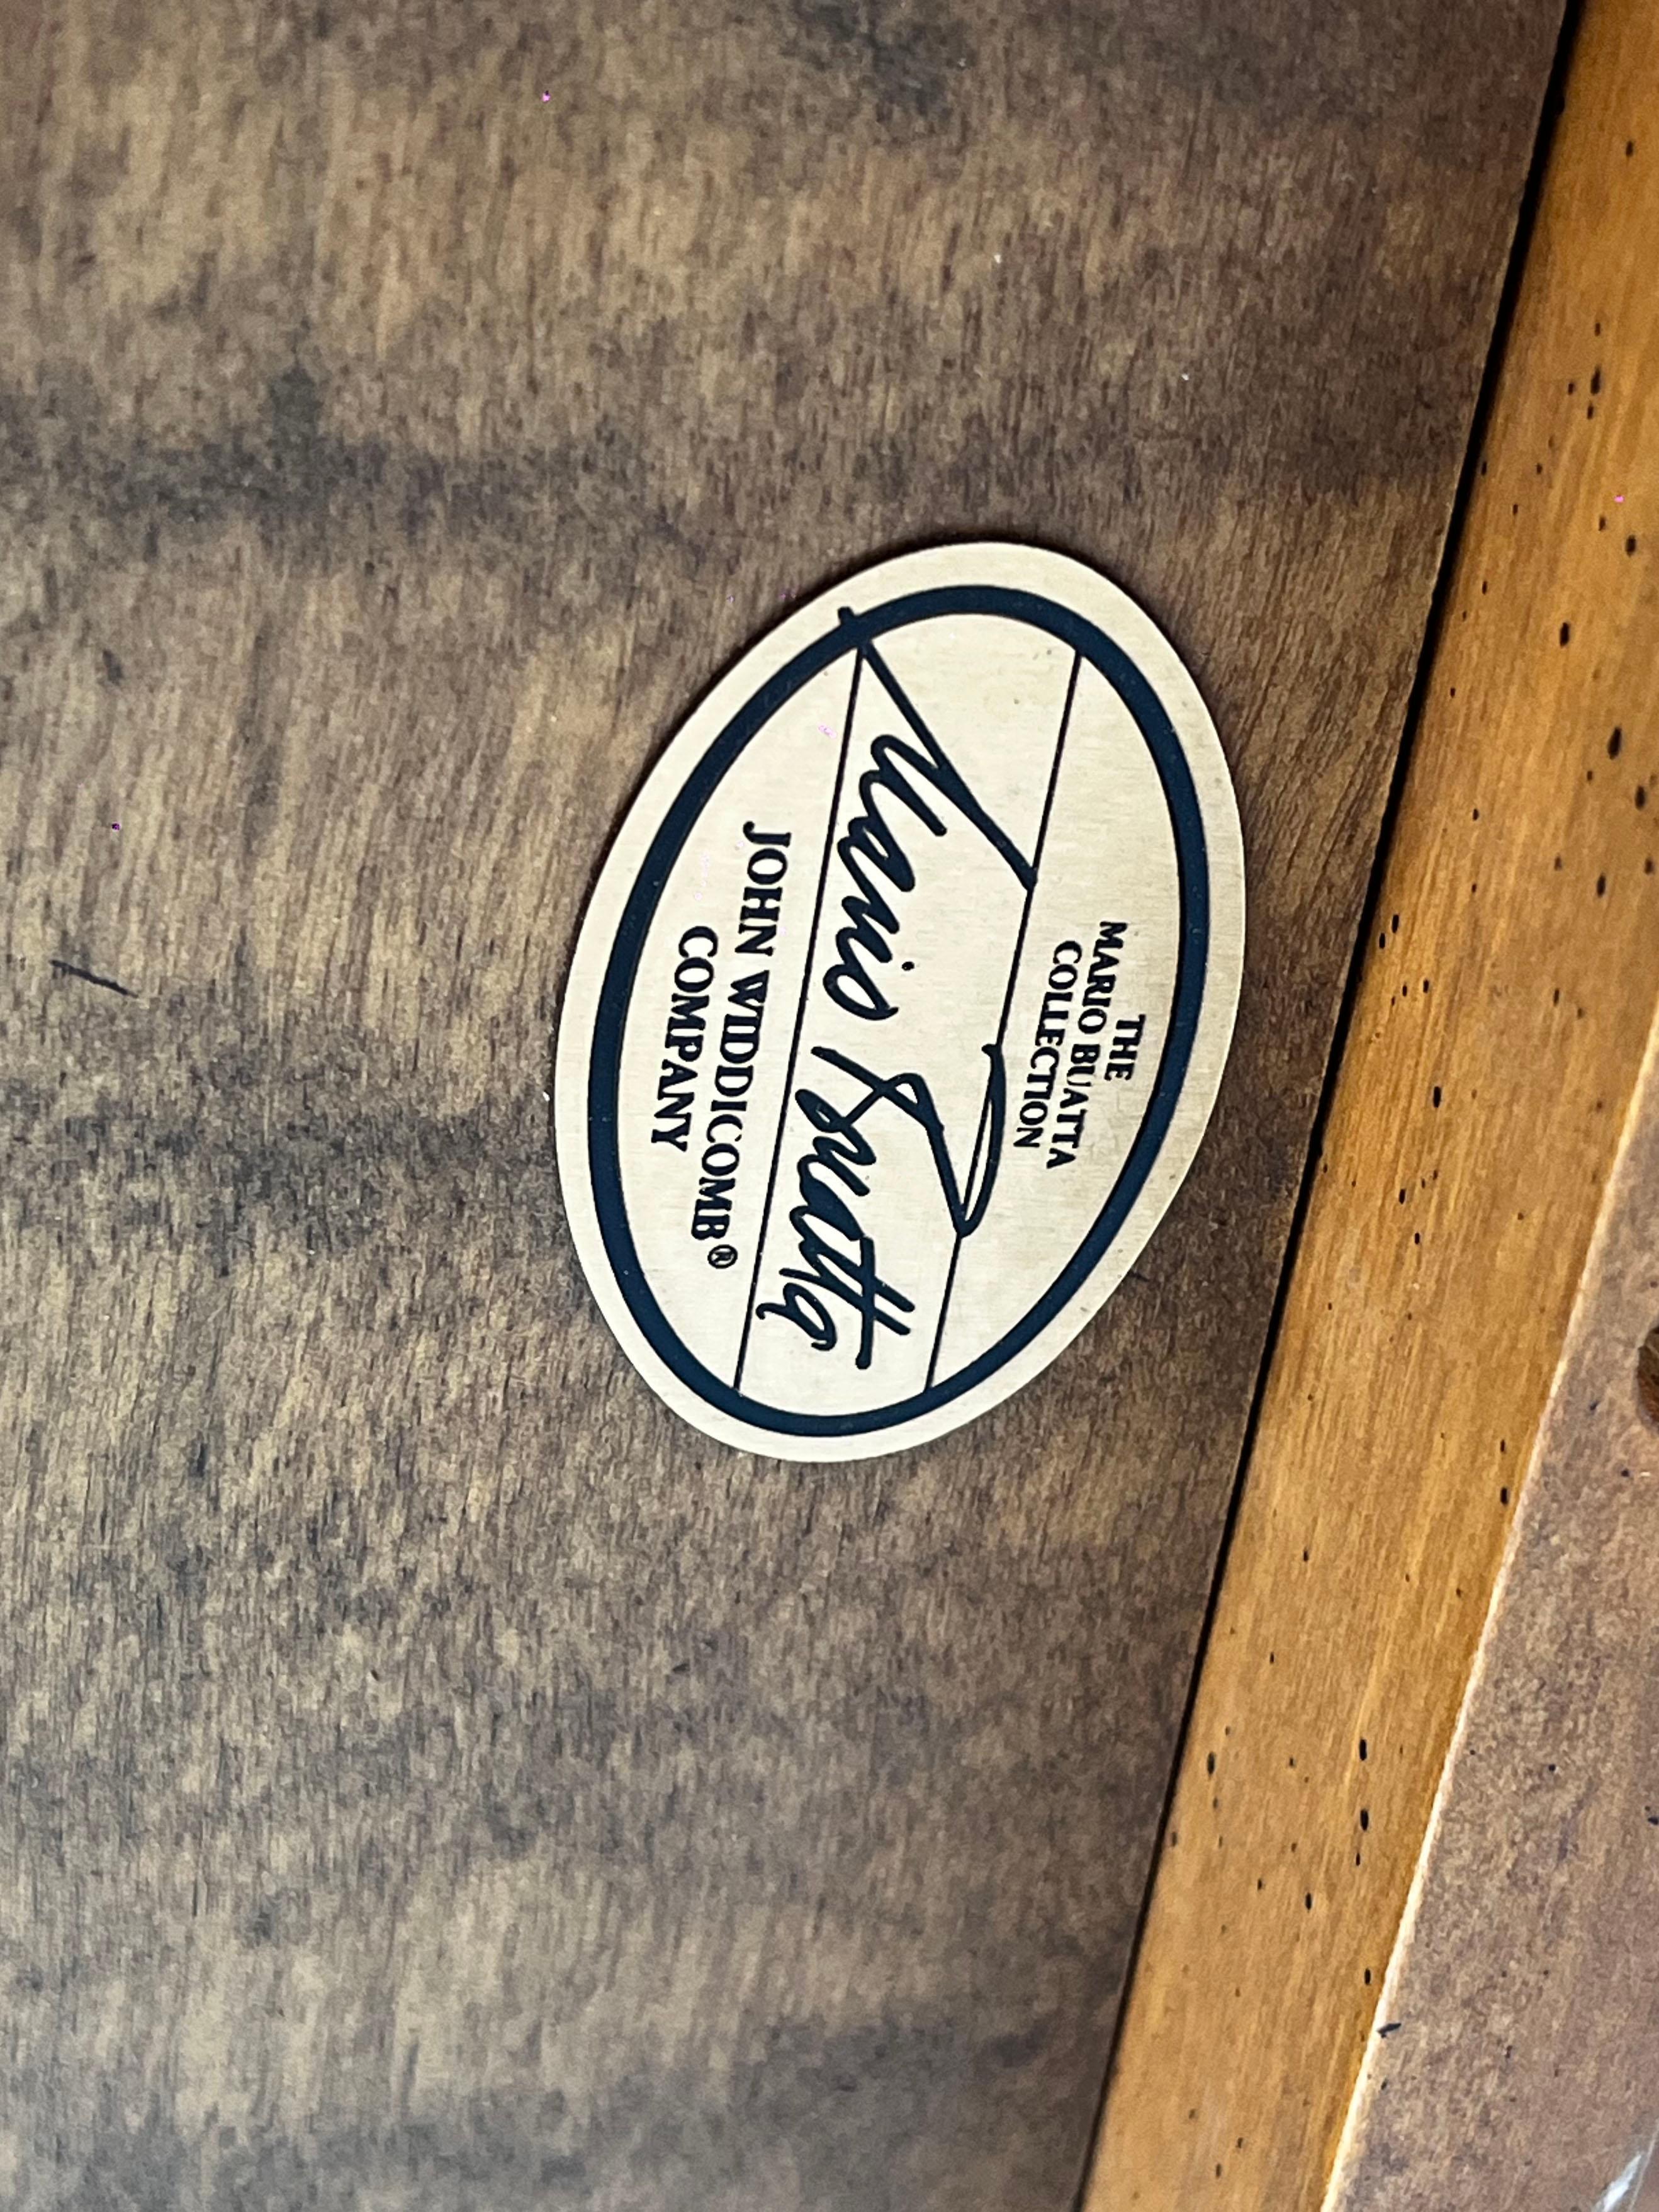 THE
MARIO BUATTA
COLLECTION
Mario Buatta
JOHN WIDDICOMB®
COMPANY